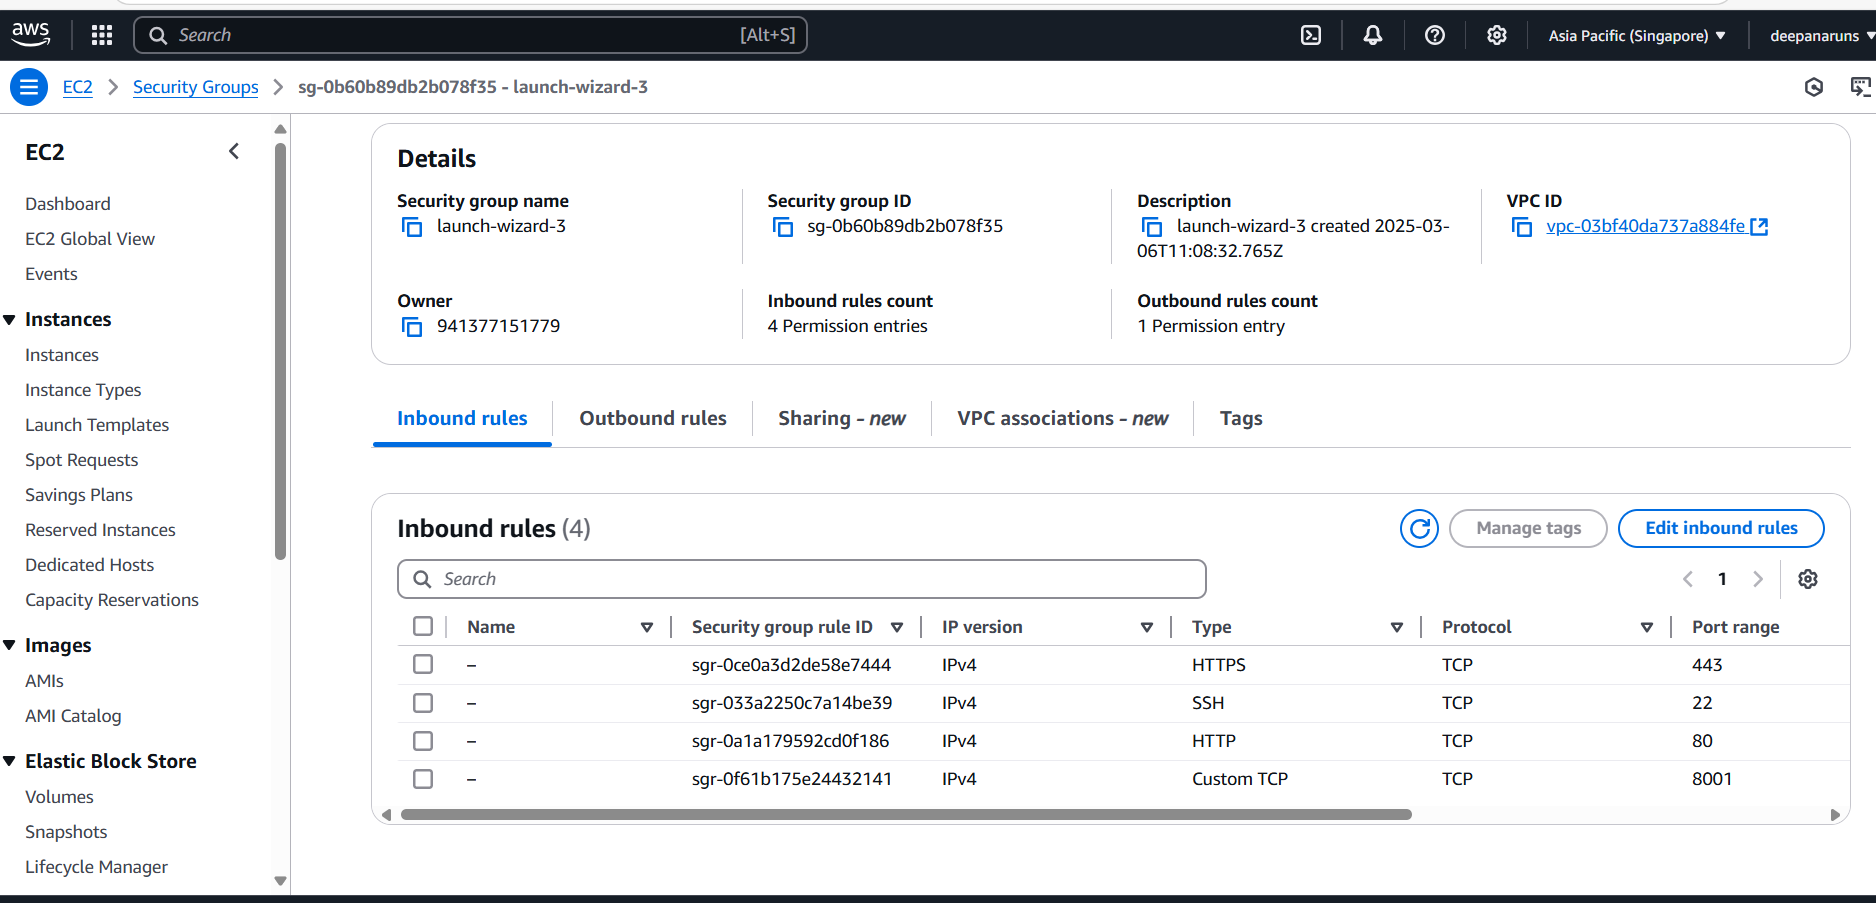 aws
Search
[Alt+S]
Asia Pacific (Singapore)
deepanaruns
EC2
Security Groups
sg-0b60b89db2b078f35 - launch-wizard-3
EC2
Dashboard
EC2 Global View
Events
Instances
Instances
Instance Types
Launch Templates
Spot Requests
Savings Plans
Reserved Instances
Dedicated Hosts
Capacity Reservations
Images
AMIs
AMI Catalog
Elastic Block Store
Volumes
Snapshots
Lifecycle Manager
Details
Security group name
launch-wizard-3
Security group ID
sg-0b60b89db2b078f35
Description
launch-wizard-3 created 2025-03-
06T11:08:32.765Z
VPC ID
vpc-03bf40da737a884fe
Owner
941377151779
Inbound rules count
4 Permission entries
Outbound rules count
1 Permission entry
Inbound rules
Outbound rules
Sharing - new
VPC associations - new
Tags
Inbound rules (4)
Manage tags
Edit inbound rules
Search
1
Name Security group rule ID IP version Type Protocol Port range
– sgr-0ce0a3d2de58e7444 IPv4 HTTPS TCP 443
– sgr-033a2250c7a14be39 IPv4 SSH TCP 22
– sgr-0a1a179592cd0f186 IPv4 HTTP TCP 80
– sgr-0f61b175e24432141 IPv4 Custom TCP TCP 8001